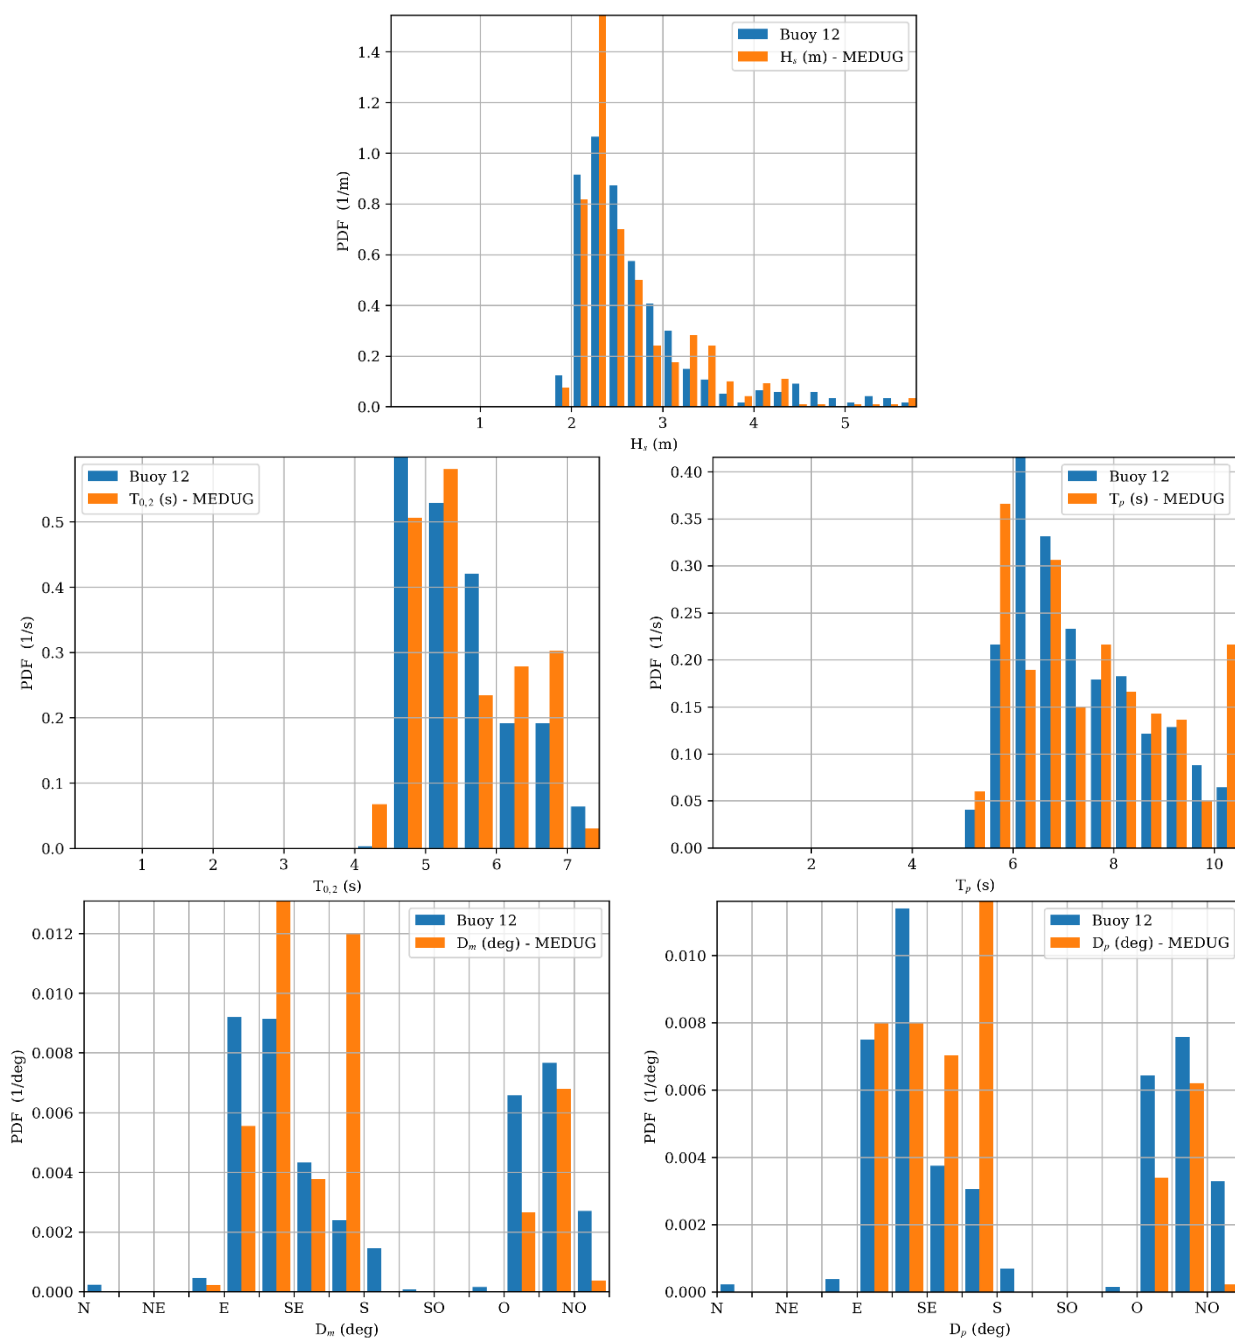 Buoy 12
Hₛ (m) - MEDUG
1.4
1.2
1.0
0.8
0.6
0.4
0.2
0.0
PDF (1/m)
1 2 3 4 5
Hₛ (m)
Buoy 12
T₀,₂ (s) - MEDUG
0.5
0.4
0.3
0.2
0.1
0.0
PDF (1/s)
1 2 3 4 5 6 7
T₀,₂ (s)
Buoy 12
Tₚ (s) - MEDUG
0.40
0.35
0.30
0.25
0.20
0.15
0.10
0.05
0.00
PDF (1/s)
2 4 6 8 10
Tₚ (s)
Buoy 12
Dₘ (deg) - MEDUG
0.012
0.010
0.008
0.006
0.004
0.002
0.000
PDF (1/deg)
N NE E SE S SO O NO
Dₘ (deg)
Buoy 12
Dₚ (deg) - MEDUG
0.010
0.008
0.006
0.004
0.002
0.000
PDF (1/deg)
N NE E SE S SO O NO
Dₚ (deg)